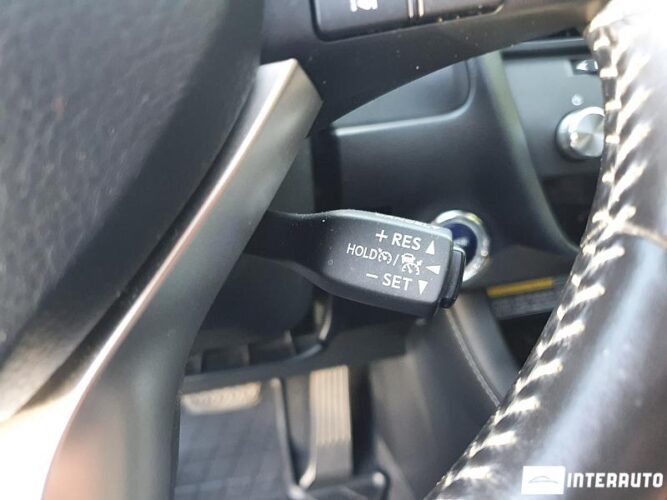 + RES ▲
HOLD / ◄
− SET ▼
INTERAUTO